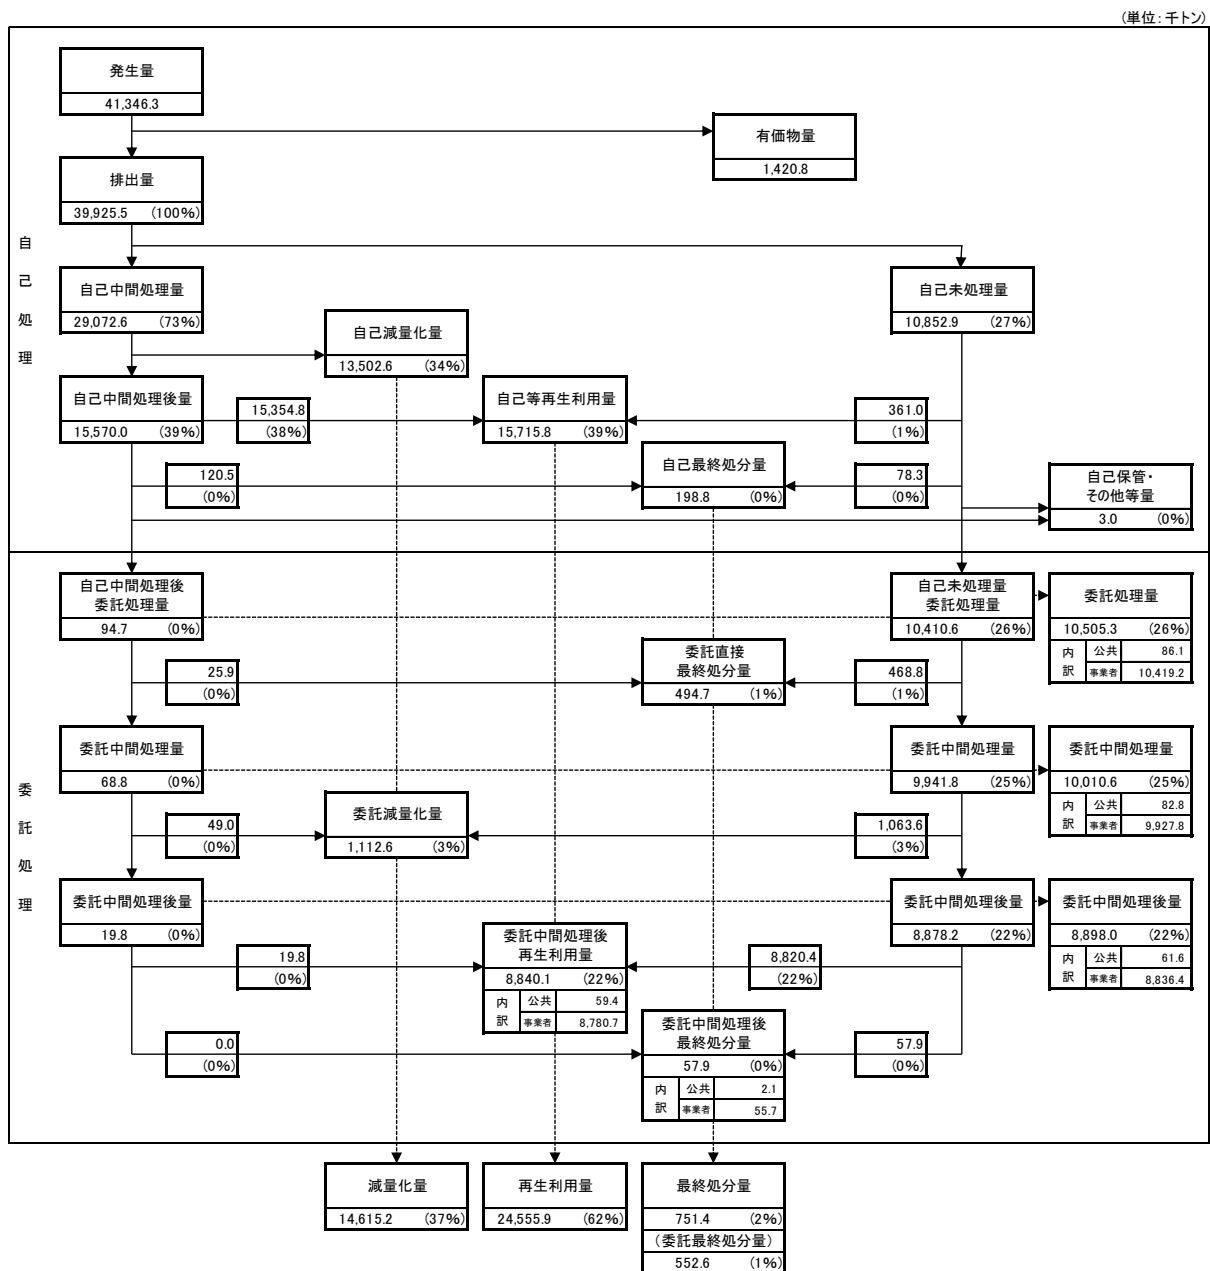 (単位:千トン)
発生量
41,346.3
有価物量
1,420.8
排出量
39,925.5 (100%)
自己処理
自己中間処理量
29,072.6 (73%)
自己未処理量
10,852.9 (27%)
自己減量化量
13,502.6 (34%)
自己中間処理後量
15,570.0 (39%)
15,354.8
(38%)
自己等再生利用量
15,715.8 (39%)
361.0
(1%)
120.5
(0%)
自己最終処分量
198.8 (0%)
78.3
(0%)
自己保管・
その他等量
3.0 (0%)
委託処理
自己中間処理後
委託処理量
94.7 (0%)
自己未処理量
委託処理量
10,410.6 (26%)
委託処理量
10,505.3 (26%)
内訳
公共 86.1
事業者 10,419.2
25.9
(0%)
委託直接
最終処分量
494.7 (1%)
468.8
(1%)
委託中間処理量
68.8 (0%)
委託中間処理量
9,941.8 (25%)
委託中間処理量
10,010.6 (25%)
内訳
公共 82.8
事業者 9,927.8
49.0
(0%)
委託減量化量
1,112.6 (3%)
1,063.6
(3%)
委託中間処理後量
19.8 (0%)
委託中間処理後量
8,878.2 (22%)
委託中間処理後量
8,898.0 (22%)
内訳
公共 61.6
事業者 8,836.4
19.8
(0%)
委託中間処理後
再生利用量
8,840.1 (22%)
内訳
公共 59.4
事業者 8,780.7
8,820.4
(22%)
0.0
(0%)
委託中間処理後
最終処分量
57.9 (0%)
内訳
公共 2.1
事業者 55.7
57.9
(0%)
減量化量
14,615.2 (37%)
再生利用量
24,555.9 (62%)
最終処分量
751.4 (2%)
(委託最終処分量)
552.6 (1%)